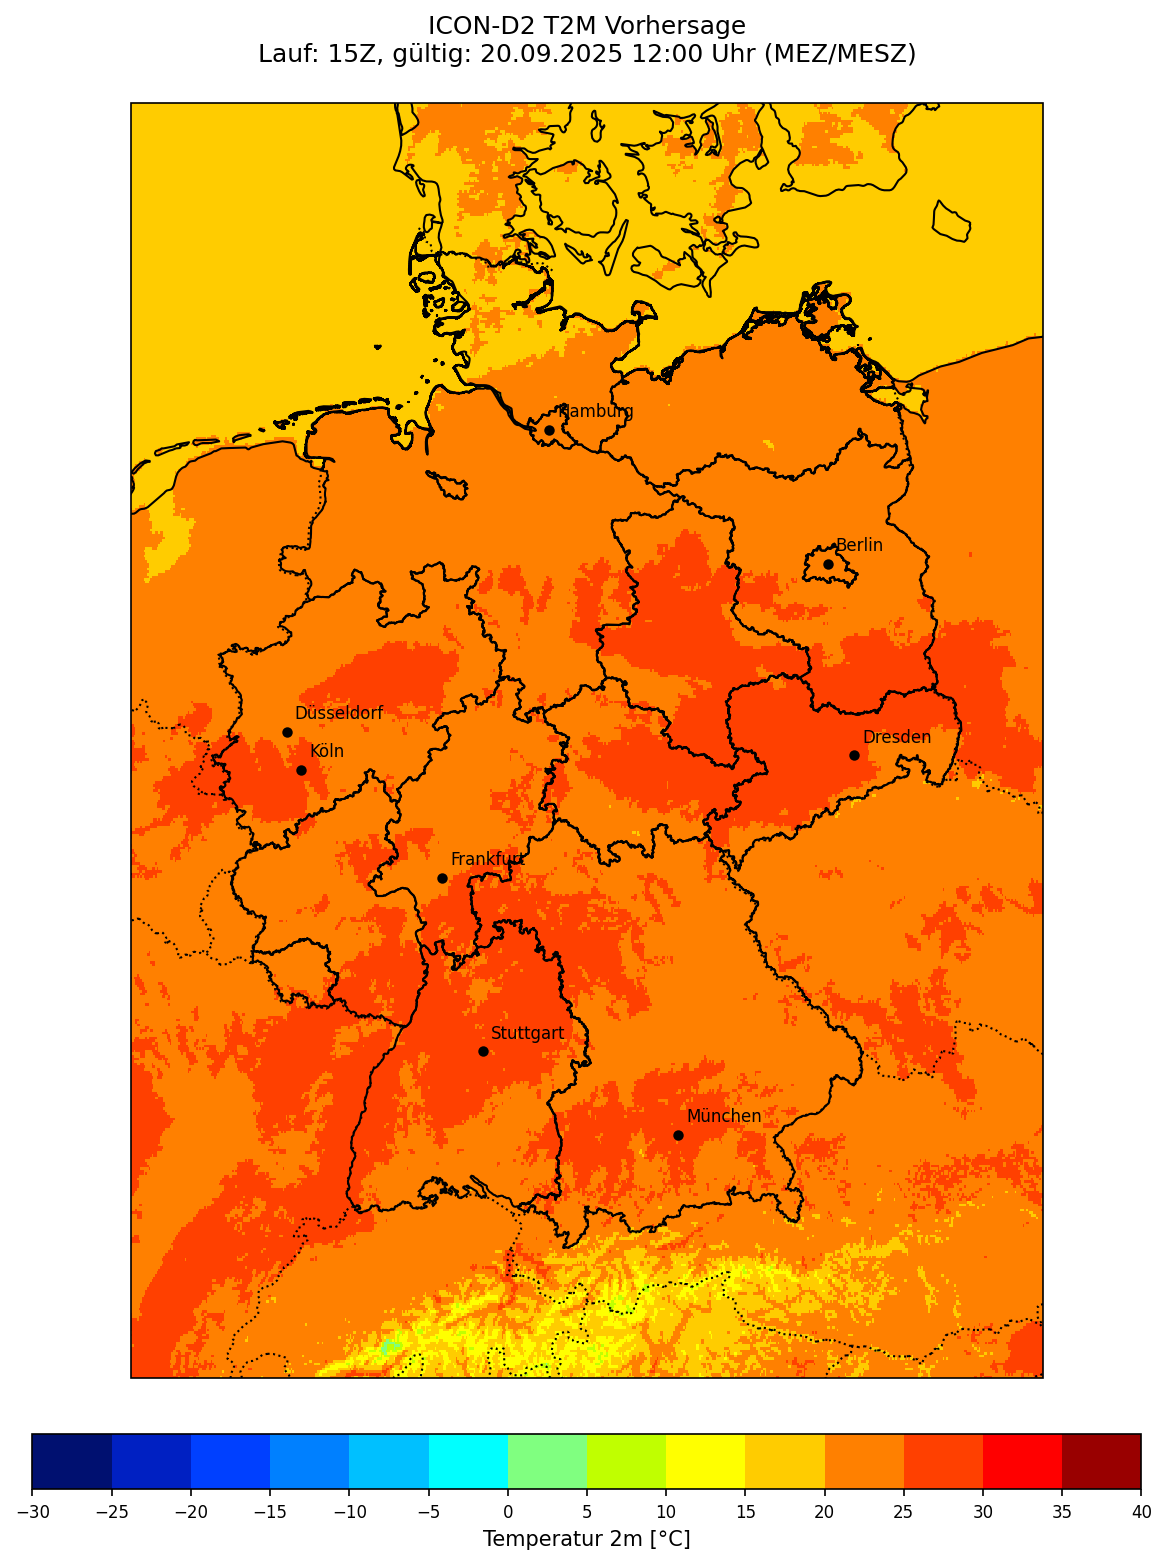 ICON-D2 T2M Vorhersage
Lauf: 15Z, gültig: 20.09.2025 12:00 Uhr (MEZ/MESZ)
Hamburg
Berlin
Düsseldorf
Köln
Dresden
Frankfurt
Stuttgart
München
−30 −25 −20 −15 −10 −5 0 5 10 15 20 25 30 35 40
Temperatur 2m [°C]